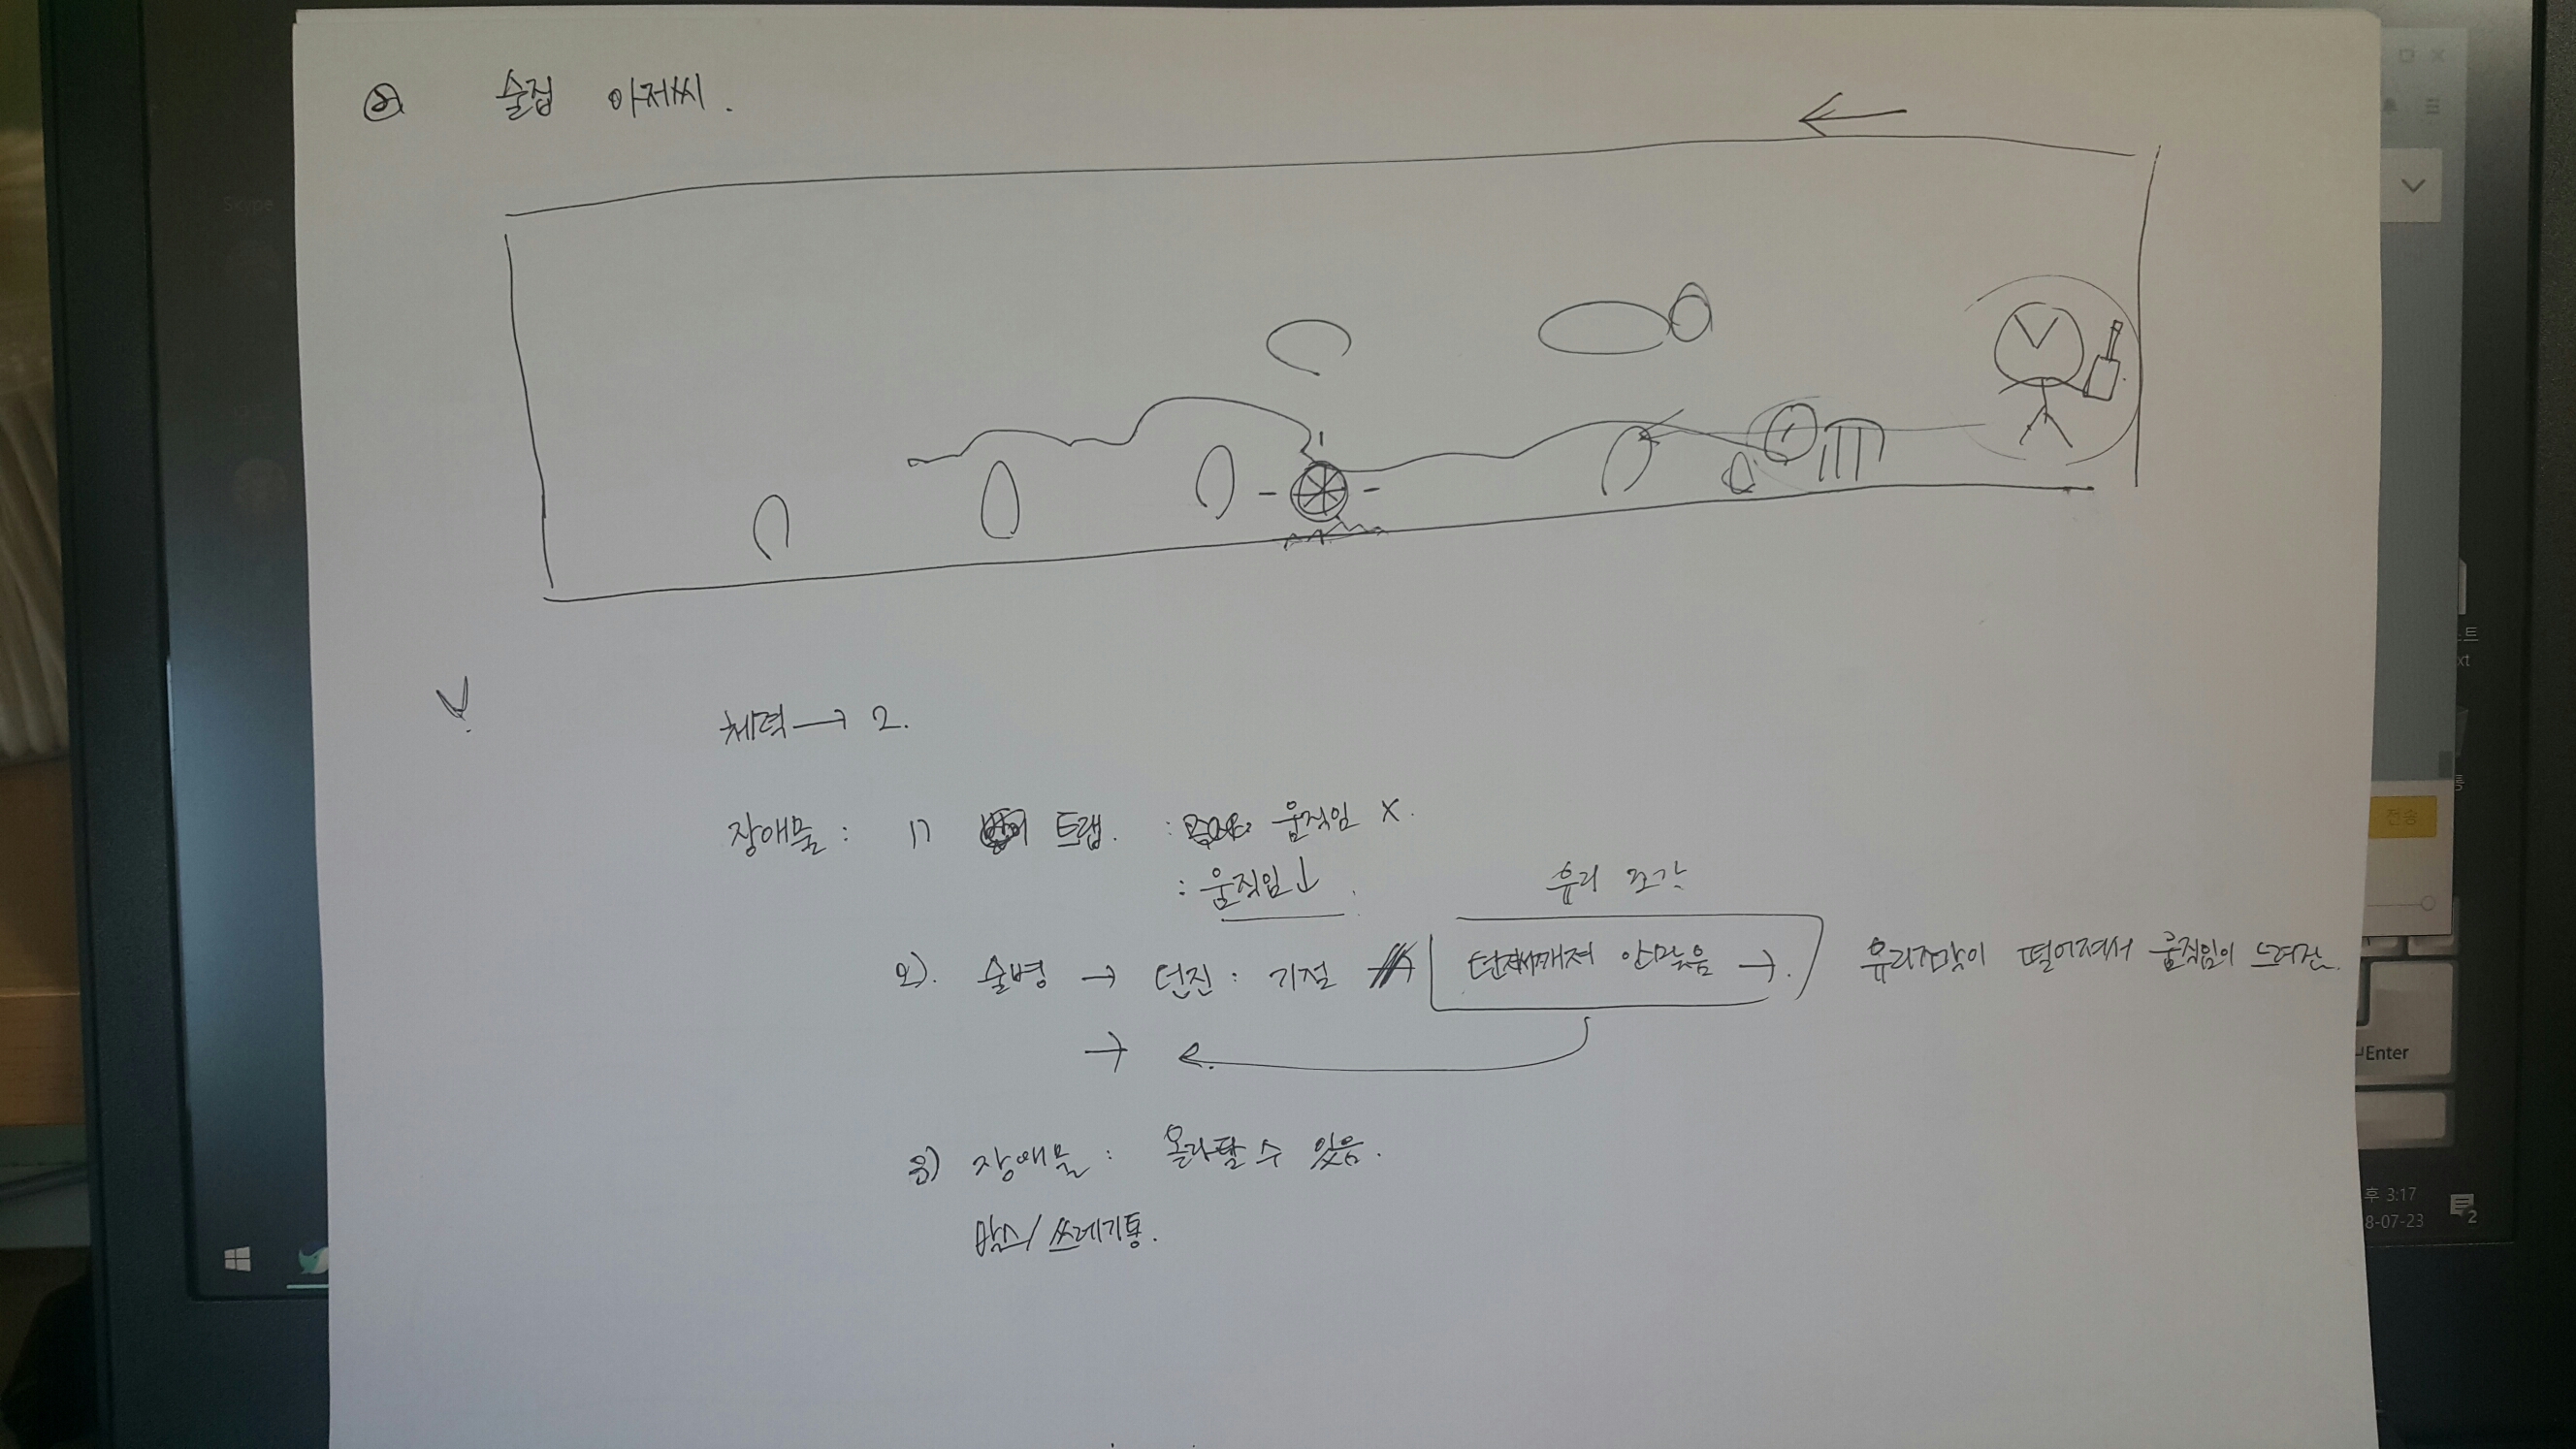 ② 술집 아저씨.
체력 → 2.
장애물 : 1) 트랩. : 움직임 X.
: 움직임↓.
유리 조각
2). 술병 → 던진 : 기절 던져서깨져 안맞음 →. 유리조각이 떨어져서 움직임이 느려짐.
→ ←
3) 장애물 : 올라탈 수 있음.
박스/쓰레기통.
Skype
전송
Enter
후 3:17
8-07-23
2